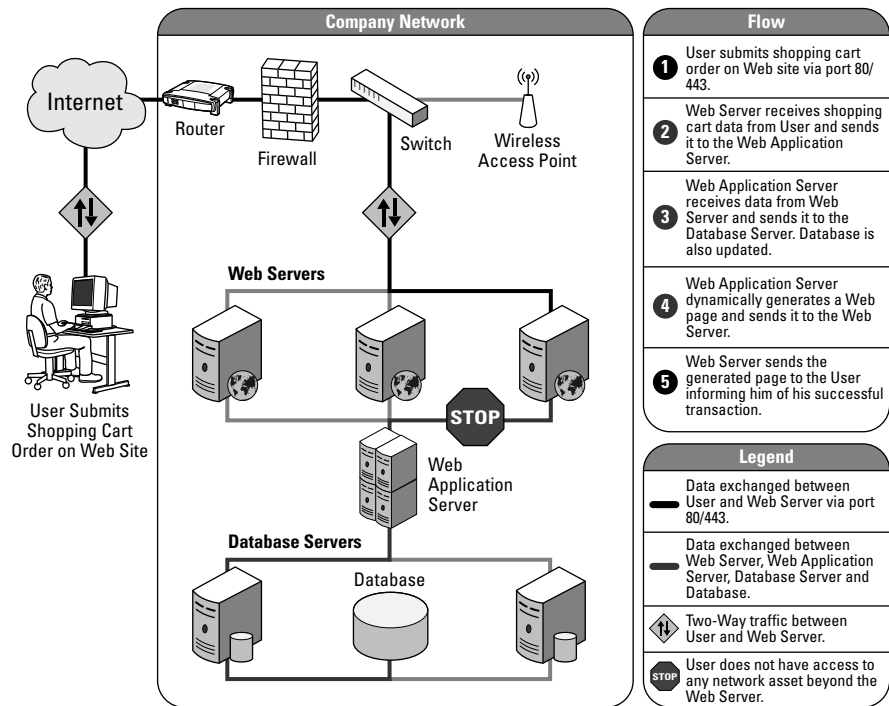 Company Network
Internet
Router
Firewall
Switch
Wireless
Access Point
Web Servers
User Submits
Shopping Cart
Order on Web Site
STOP
Web
Application
Server
Database Servers
Database
Flow
1
User submits shopping cart
order on Web site via port 80/
443.
2
Web Server receives shopping
cart data from User and sends
it to the Web Application
Server.
3
Web Application Server
receives data from Web
Server and sends it to the
Database Server. Database is
also updated.
4
Web Application Server
dynamically generates a Web
page and sends it to the Web
Server.
5
Web Server sends the
generated page to the User
informing him of his successful
transaction.
Legend
Data exchanged between
User and Web Server via port
80/443.
Data exchanged between
Web Server, Web Application
Server, Database Server and
Database.
Two-Way traffic between
User and Web Server.
STOP
User does not have access to
any network asset beyond the
Web Server.